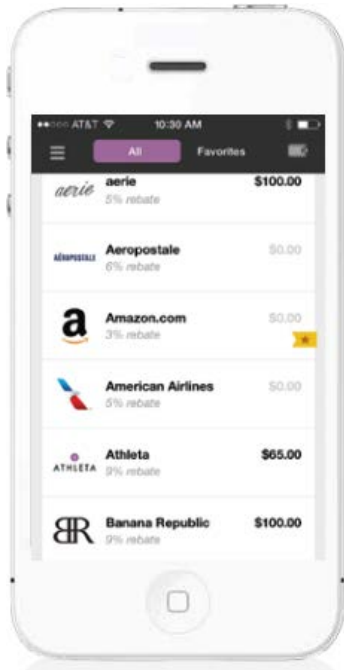 AT&T 10:30 AM
All Favorites
aerie aerie $100.00
5% rebate
AÉROPOSTALE Aeropostale $0.00
6% rebate
a Amazon.com $0.00
3% rebate
American Airlines $0.00
5% rebate
ATHLETA Athleta $65.00
9% rebate
BR Banana Republic $100.00
9% rebate